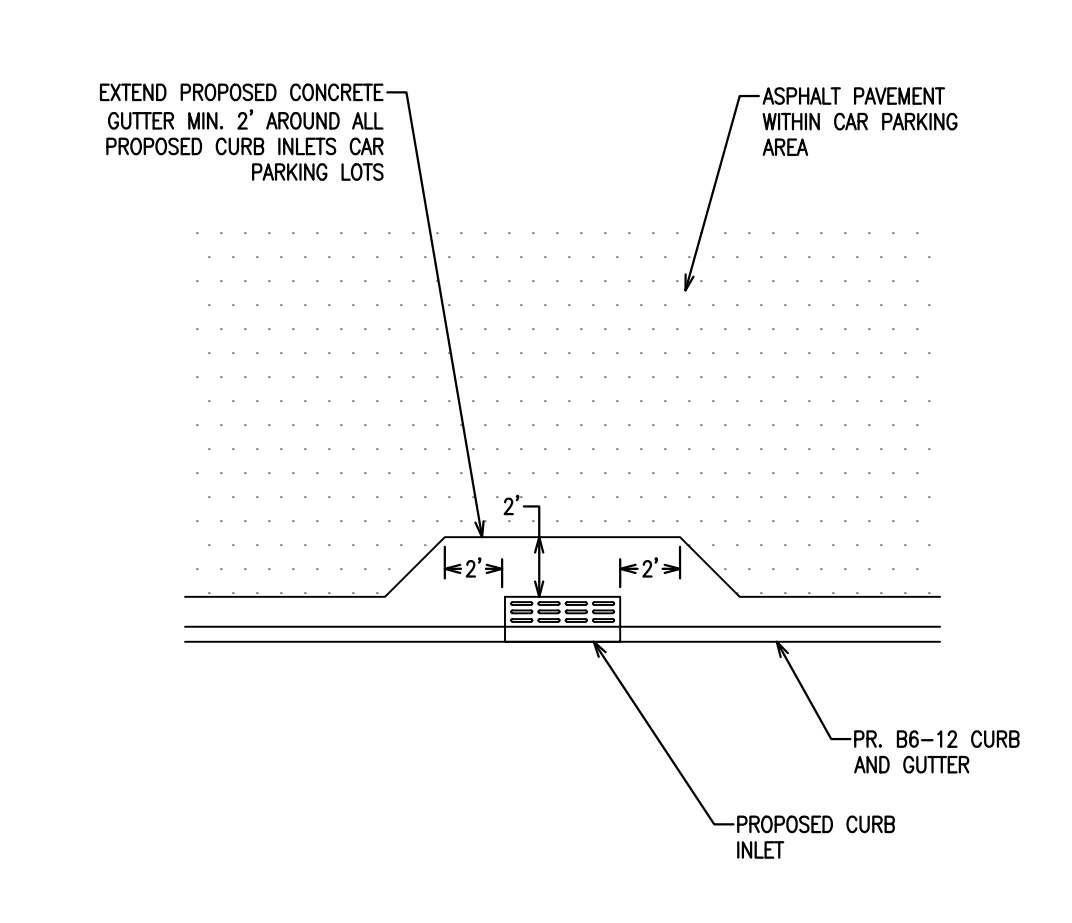 EXTEND PROPOSED CONCRETE
GUTTER MIN. 2' AROUND ALL
PROPOSED CURB INLETS CAR
PARKING LOTS
ASPHALT PAVEMENT
WITHIN CAR PARKING
AREA
2'
2'
2'
PR. B6-12 CURB
AND GUTTER
PROPOSED CURB
INLET